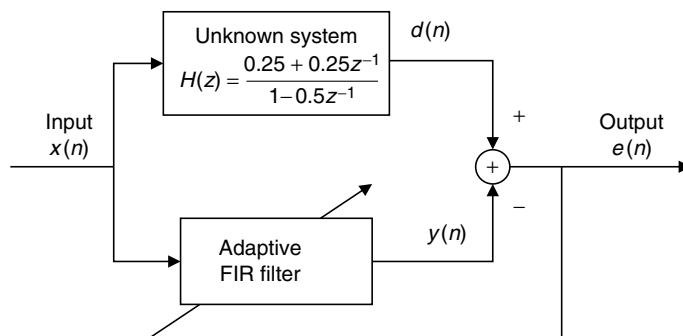 Unknown system
H(z) = 0.25 + 0.25z⁻¹ / 1−0.5z⁻¹
d(n)
+
Input
x(n)
+
Output
e(n)
−
y(n)
Adaptive
FIR filter